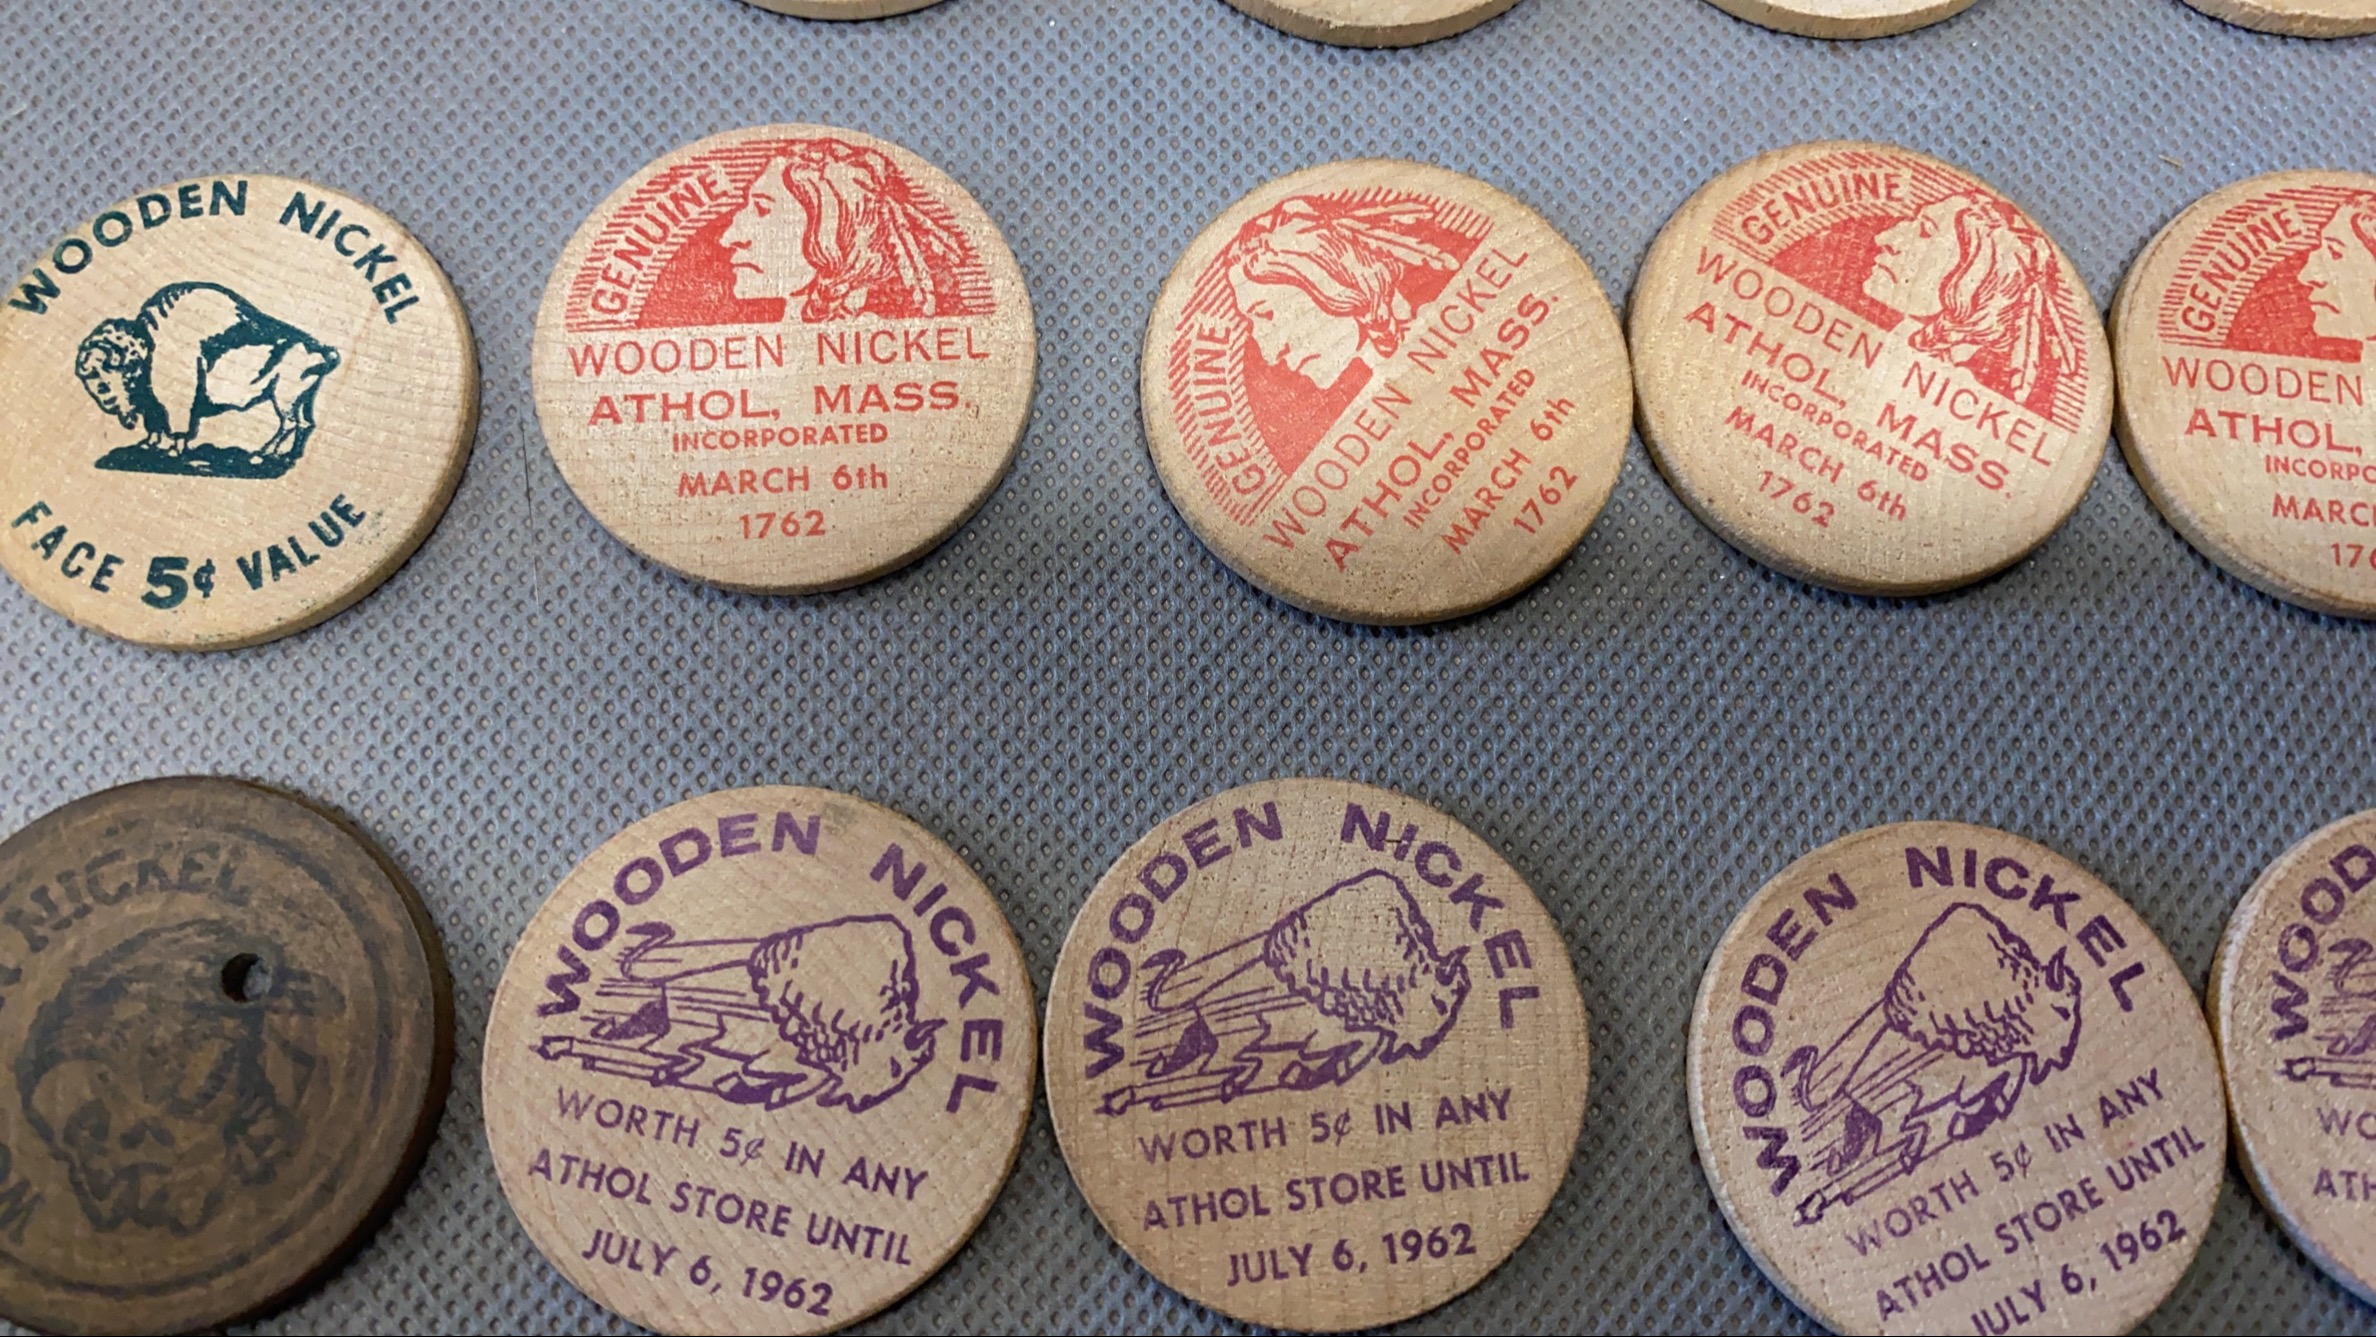 WOODEN NICKEL
FACE 5¢ VALUE
GENUINE
WOODEN NICKEL
ATHOL, MASS.
INCORPORATED
MARCH 6th
1762
GENUINE
WOODEN NICKEL
ATHOL, MASS.
INCORPORATED
MARCH 6th
1762
GENUINE
WOODEN NICKEL
ATHOL, MASS.
INCORPORATED
MARCH 6th
1762
GENUINE
WOODEN
ATHOL,
NICKEL
WOODEN NICKEL
WORTH 5¢ IN ANY
ATHOL STORE UNTIL
JULY 6, 1962
WOODEN NICKEL
WORTH 5¢ IN ANY
ATHOL STORE UNTIL
JULY 6, 1962
WOODEN NICKEL
WORTH 5¢ IN ANY
ATHOL STORE UNTIL
JULY 6, 1962